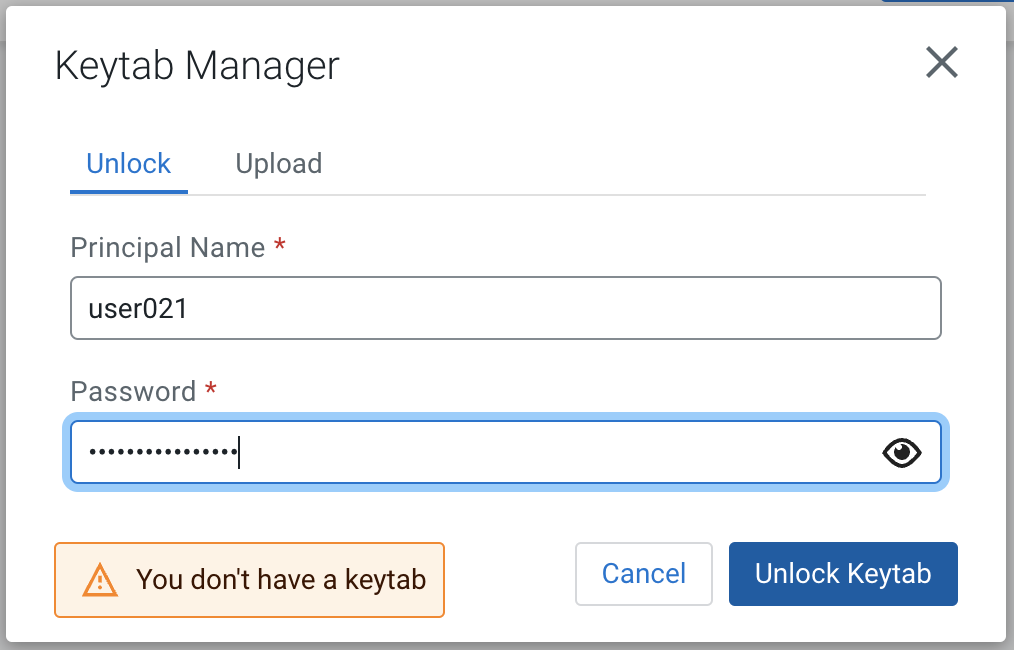 Keytab Manager
Unlock
Upload
Principal Name *
user021
Password *
••••••••••••••••
You don't have a keytab
Cancel
Unlock Keytab